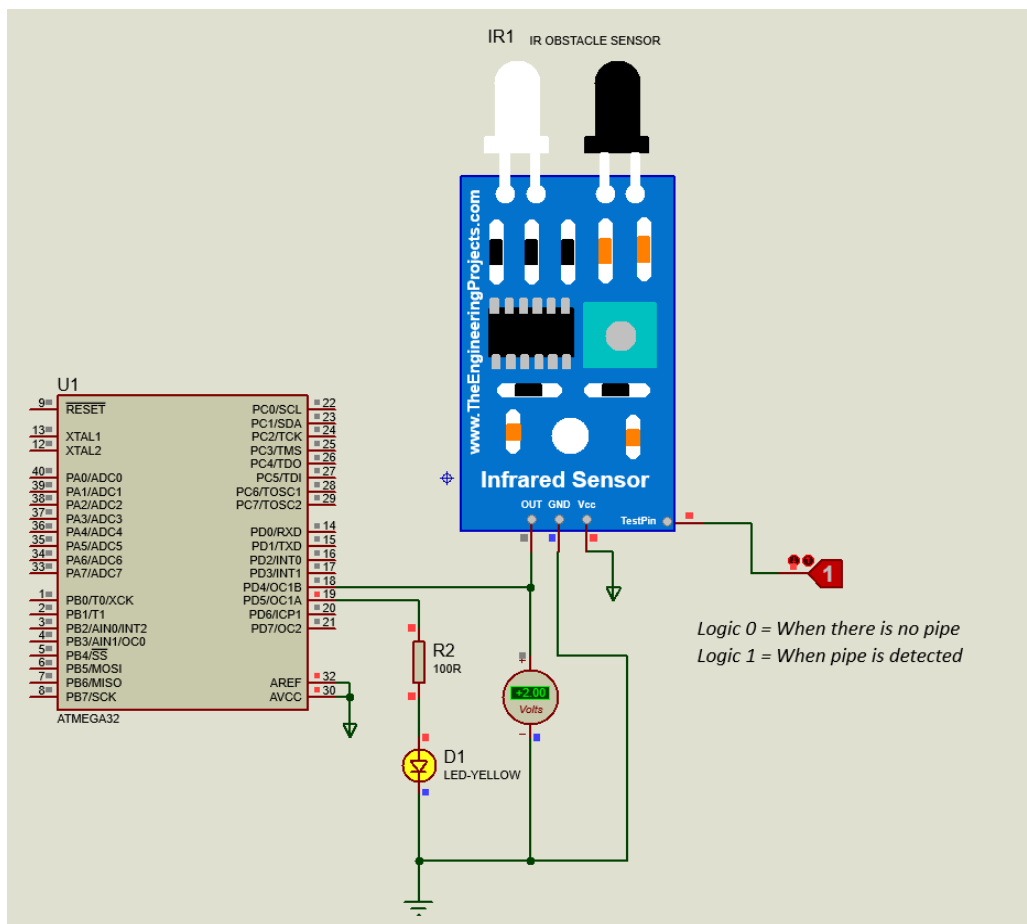 IR1 IR OBSTACLE SENSOR
www.TheEngineeringProjects.com
Infrared Sensor
OUT GND Vcc
TestPin
1
Logic 0 = When there is no pipe
Logic 1 = When pipe is detected
U1
9 RESET PC0/SCL 22
PC1/SDA 23
13 XTAL1 PC2/TCK 24
12 XTAL2 PC3/TMS 25
PC4/TDO 26
40 PA0/ADC0 PC5/TDI 27
39 PA1/ADC1 PC6/TOSC1 28
38 PA2/ADC2 PC7/TOSC2 29
37 PA3/ADC3
36 PA4/ADC4 PD0/RXD 14
35 PA5/ADC5 PD1/TXD 15
34 PA6/ADC6 PD2/INT0 16
33 PA7/ADC7 PD3/INT1 17
PD4/OC1B 18
1 PB0/T0/XCK PD5/OC1A 19
2 PB1/T1 PD6/ICP1 20
3 PB2/AIN0/INT2 PD7/OC2 21
4 PB3/AIN1/OC0
5 PB4/SS
6 PB5/MOSI
7 PB6/MISO AREF 32
8 PB7/SCK AVCC 30
ATMEGA32
R2
100R
+
+2.00
Volts
−
D1
LED-YELLOW